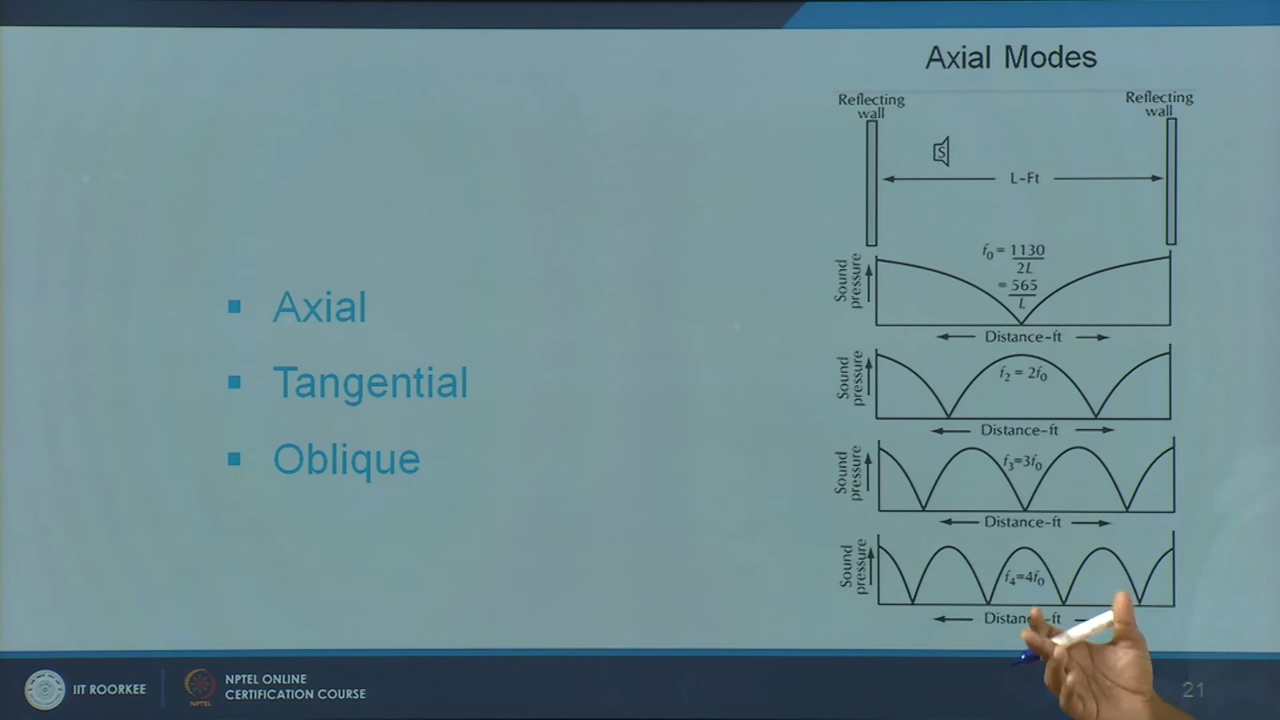 Axial Modes
Reflecting wall
Reflecting wall
S
L-Ft
Sound pressure
f₀ = 1130/2L
= 565/L
Distance-ft
Sound pressure
f₂ = 2f₀
Distance-ft
Sound pressure
f₃=3f₀
Distance-ft
Sound pressure
f₄=4f₀
Distance-ft
▪ Axial
▪ Tangential
▪ Oblique
IIT ROORKEE
NPTEL
NPTEL ONLINE
CERTIFICATION COURSE
21